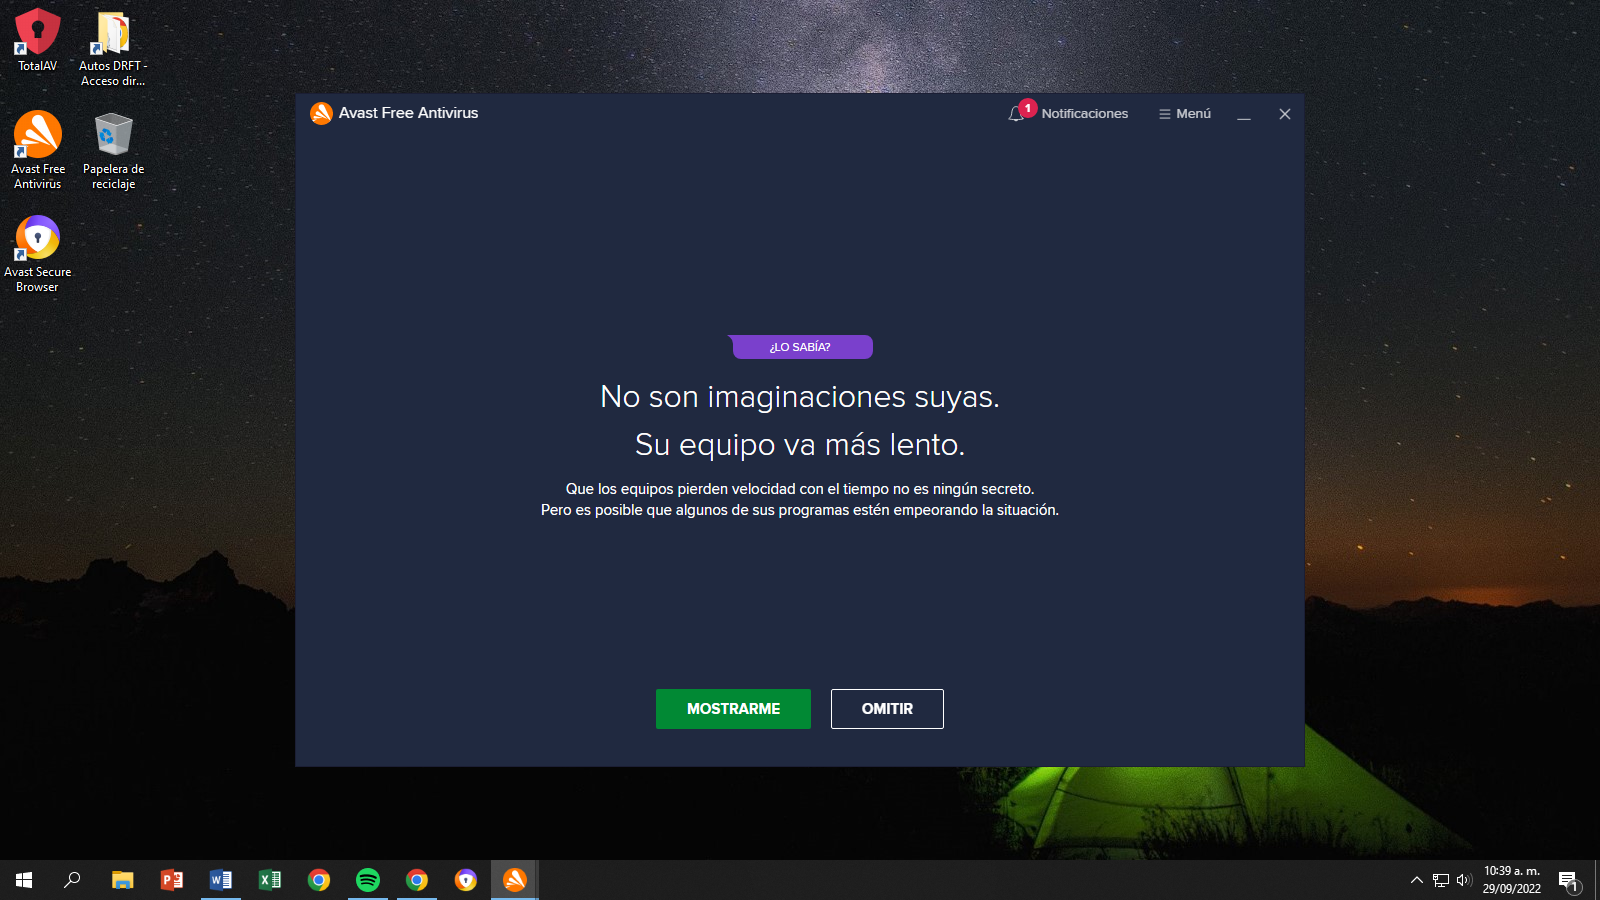 TotalAV
Autos DRFT -
Acceso dir...
Avast Free
Antivirus
Papelera de
reciclaje
Avast Secure
Browser
Avast Free Antivirus
1
Notificaciones
Menú
¿LO SABÍA?
No son imaginaciones suyas.
Su equipo va más lento.
Que los equipos pierden velocidad con el tiempo no es ningún secreto.
Pero es posible que algunos de sus programas estén empeorando la situación.
MOSTRARME
OMITIR
10:39 a. m.
29/09/2022
1